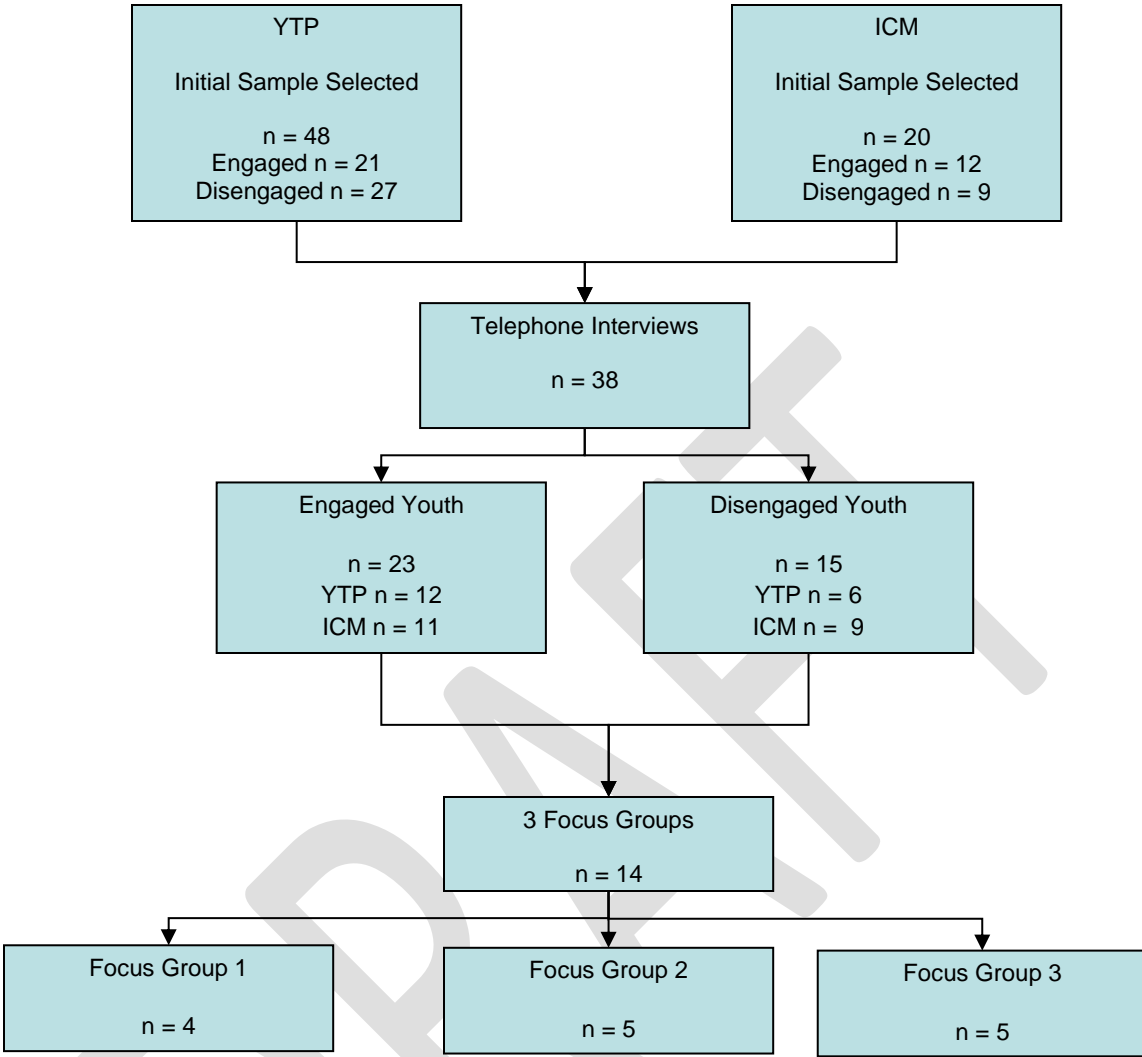 YTP
Initial Sample Selected
n = 48
Engaged n = 21
Disengaged n = 27
ICM
Initial Sample Selected
n = 20
Engaged n = 12
Disengaged n = 9
Telephone Interviews
n = 38
Engaged Youth
n = 23
YTP n = 12
ICM n = 11
Disengaged Youth
n = 15
YTP n = 6
ICM n =  9
3 Focus Groups
n = 14
Focus Group 1
n = 4
Focus Group 2
n = 5
Focus Group 3
n = 5
DRAFT